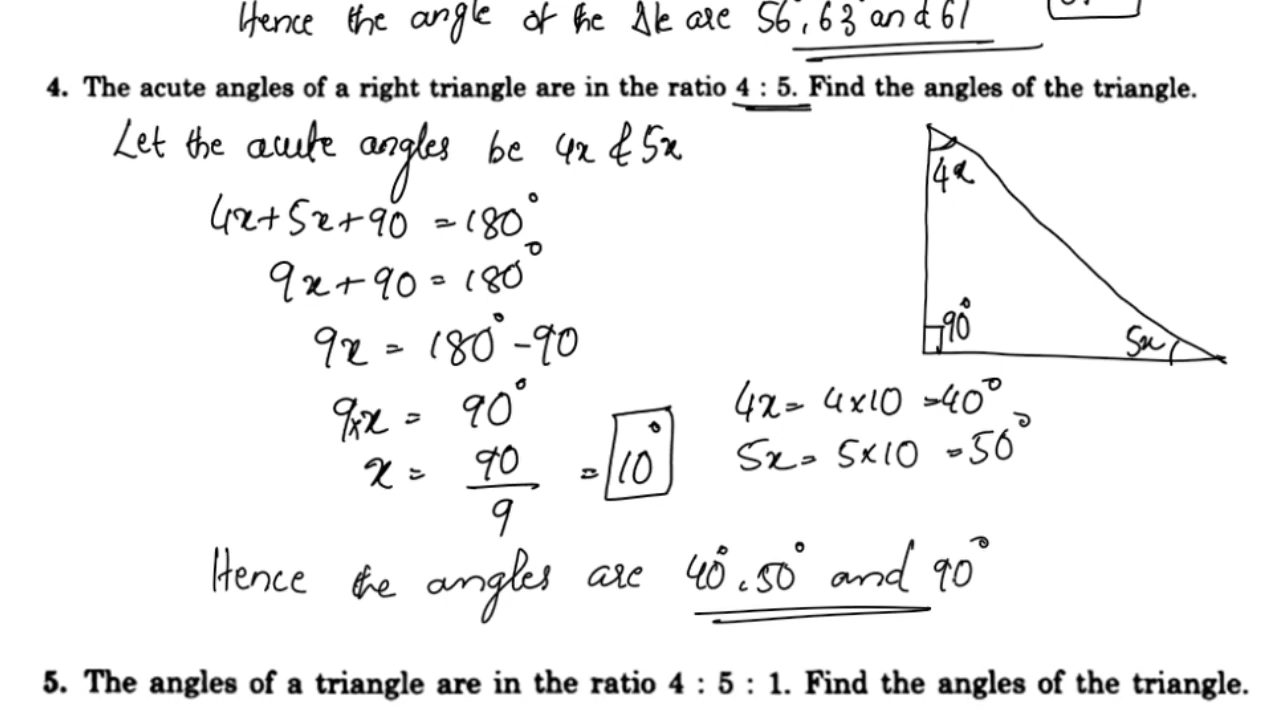 Hence the angle of the Δle are 56°, 63° and 61
4. The acute angles of a right triangle are in the ratio 4 : 5. Find the angles of the triangle.
Let the acute angles be 4x & 5x
4x
4x+5x+90 = 180°
9x+90 = 180°
9x = 180° -90
90°
5x
9×x = 90°
4x = 4×10 = 40°
x = 90/9 = 10°
5x = 5×10 = 50°
Hence the angles are 40°, 50° and 90°
5. The angles of a triangle are in the ratio 4 : 5 : 1. Find the angles of the triangle.